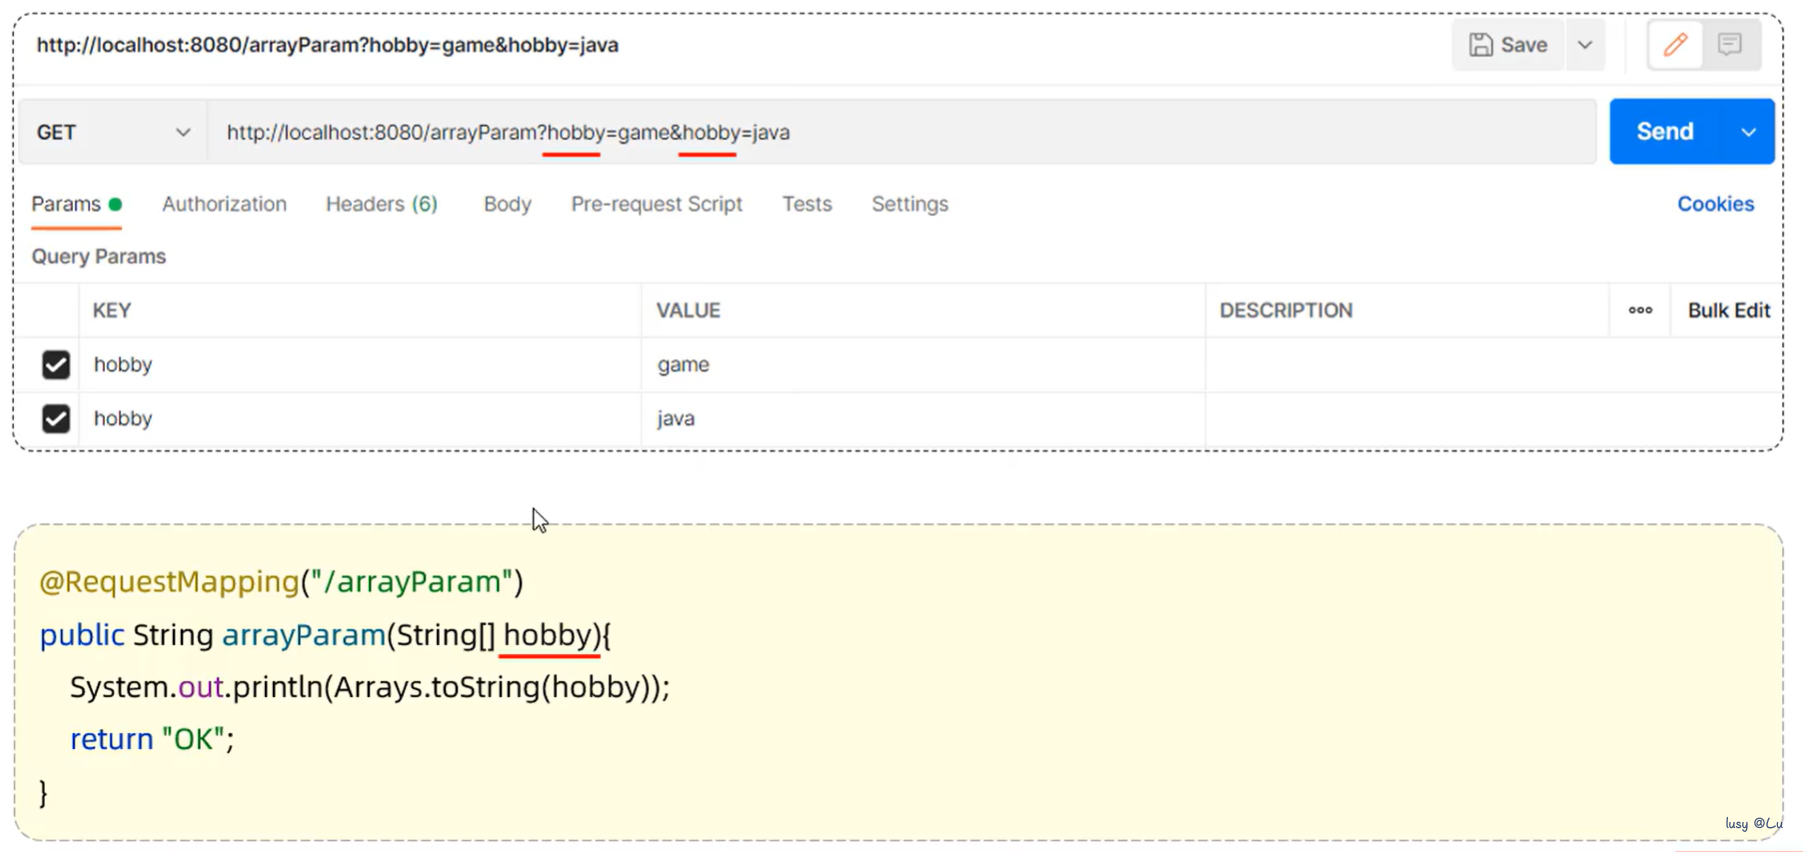 http://localhost:8080/arrayParam?hobby=game&hobby=java
Save
GET
http://localhost:8080/arrayParam?hobby=game&hobby=java
Send
Params
Authorization
Headers (6)
Body
Pre-request Script
Tests
Settings
Cookies
Query Params
KEY
VALUE
DESCRIPTION
Bulk Edit
hobby
game
hobby
java
@RequestMapping("/arrayParam")
public String arrayParam(String[] hobby){
System.out.println(Arrays.toString(hobby));
return "OK";
}
lusy @Lu